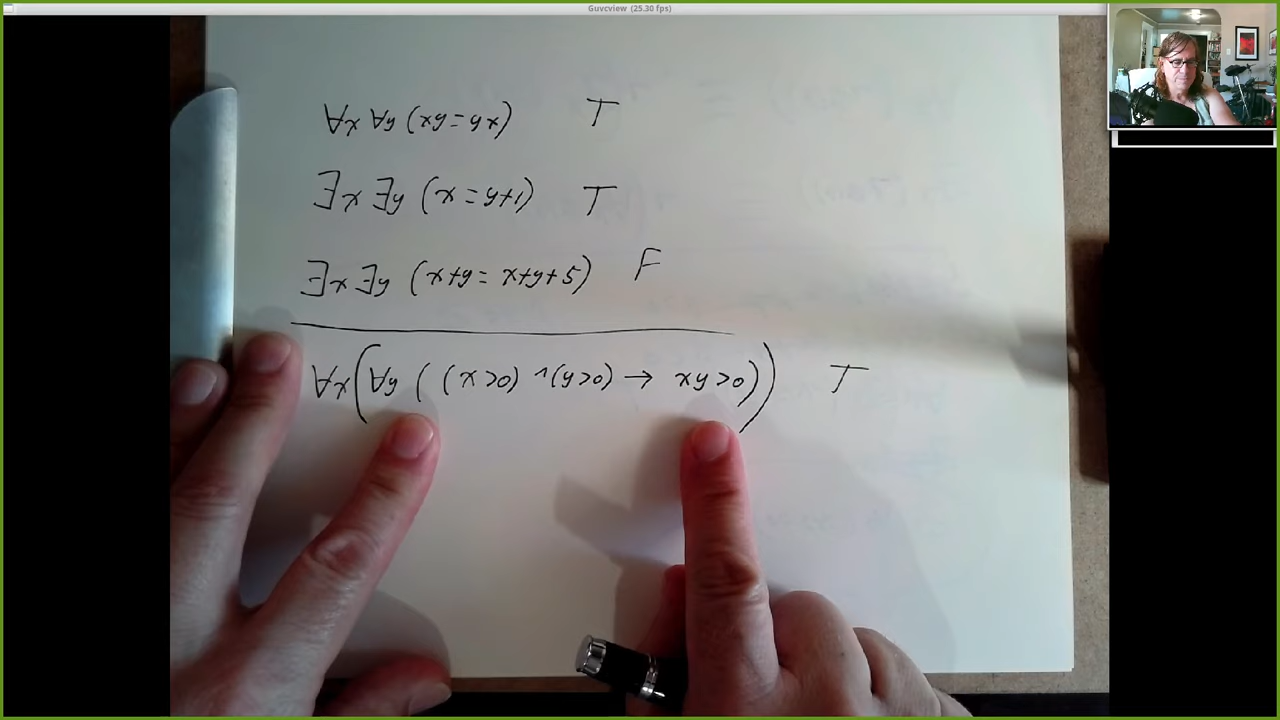 Guvcview (25.30 fps)
∀x ∀y (xy = yx) T
∃x ∃y (x = y+1) T
∃x ∃y (x+y = x+y+5) F
∀x(∀y ((x>0) ^ (y>0) → xy>0)) T